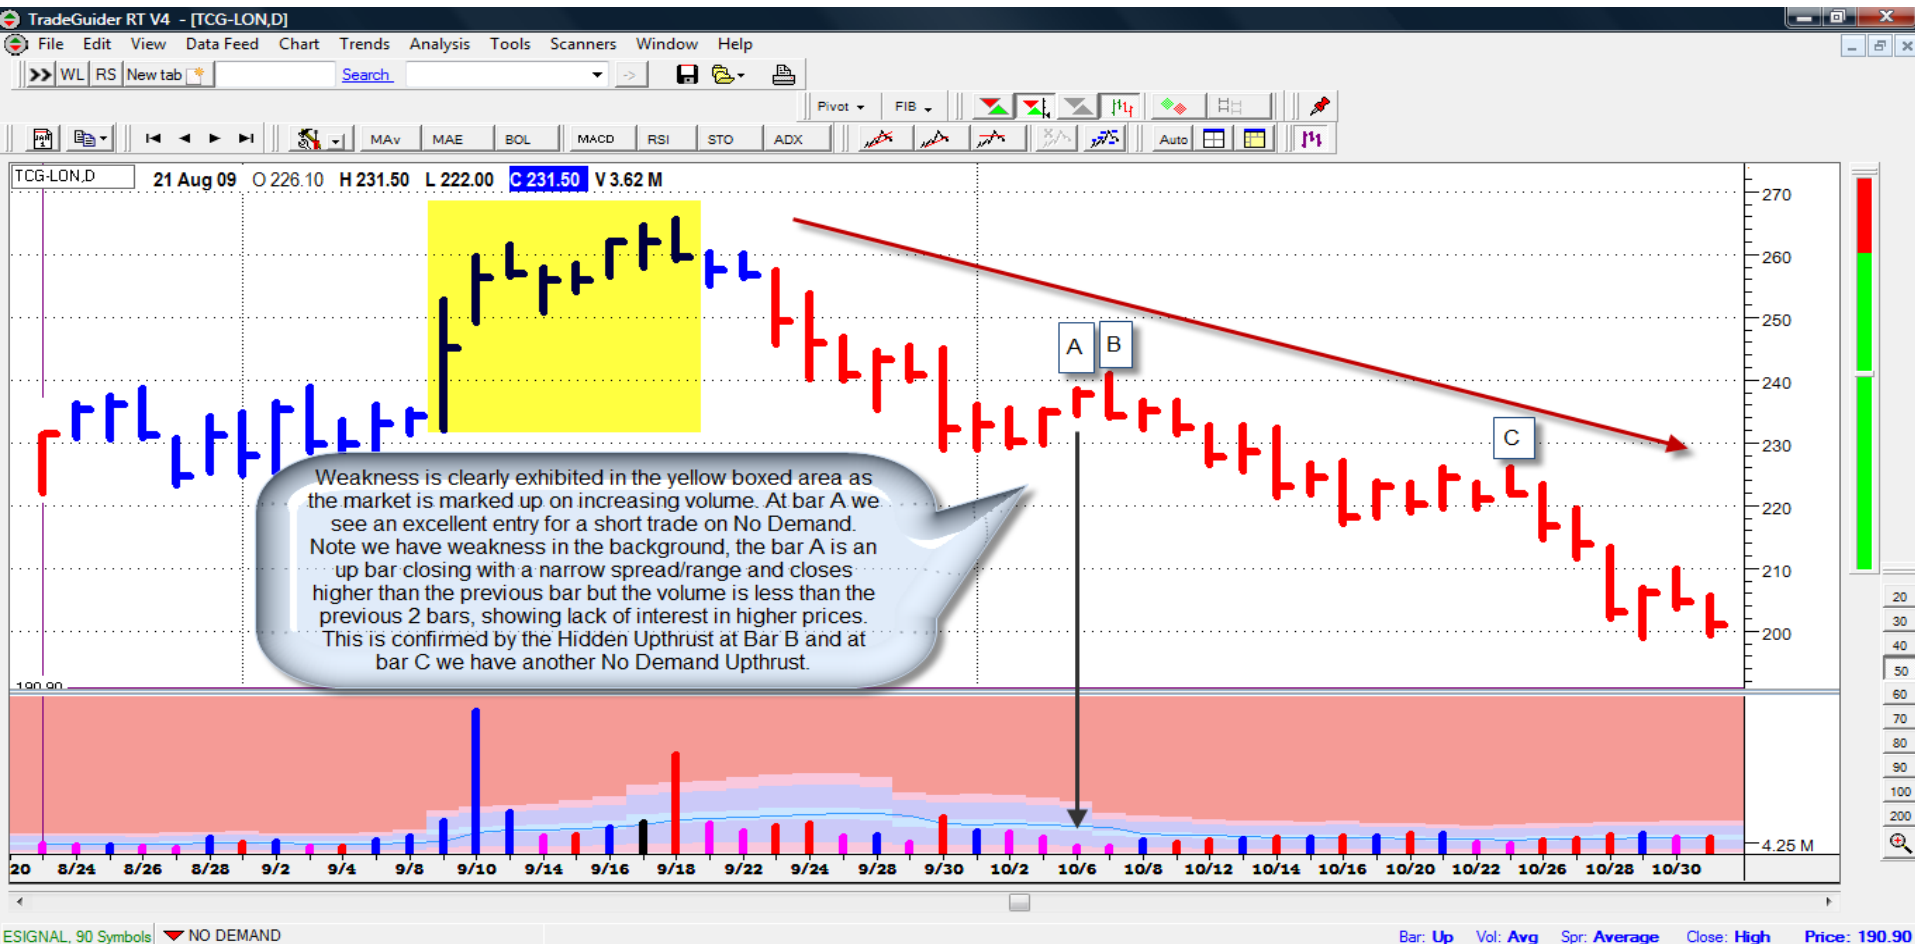 TradeGuider RT V4 - [TCG-LON,D]
File Edit View Data Feed Chart Trends Analysis Tools Scanners Window Help
>> WL RS New tab Search ->
Pivot FIB
MAv MAE BOL MACD RSI STO ADX Auto
TCG-LON,D 21 Aug 09 O 226.10 H 231.50 L 222.00 C 231.50 V 3.62 M
270
260
250
A B
240
C
230
Weakness is clearly exhibited in the yellow boxed area as
the market is marked up on increasing volume. At bar A we
see an excellent entry for a short trade on No Demand.
Note we have weakness in the background, the bar A is an
up bar closing with a narrow spread/range and closes
higher than the previous bar but the volume is less than the
previous 2 bars, showing lack of interest in higher prices.
This is confirmed by the Hidden Upthrust at Bar B and at
bar C we have another No Demand Upthrust.
220
210
200
190.90
20
30
40
50
60
70
80
90
100
200
4.25 M
20 8/24 8/26 8/28 9/2 9/4 9/8 9/10 9/14 9/16 9/18 9/22 9/24 9/28 9/30 10/2 10/6 10/8 10/12 10/14 10/16 10/20 10/22 10/26 10/28 10/30
ESIGNAL, 90 Symbols NO DEMAND Bar: Up Vol: Avg Spr: Average Close: High Price: 190.90